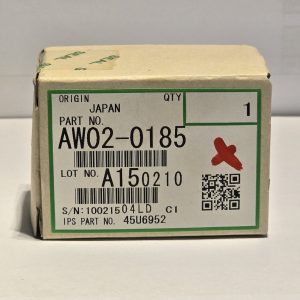 ORIGIN
JAPAN
QTY
1
PART NO.
AW02-0185
LOT NO. A150210
S/N:10021504LD C1
IPS PART NO. 45U6952